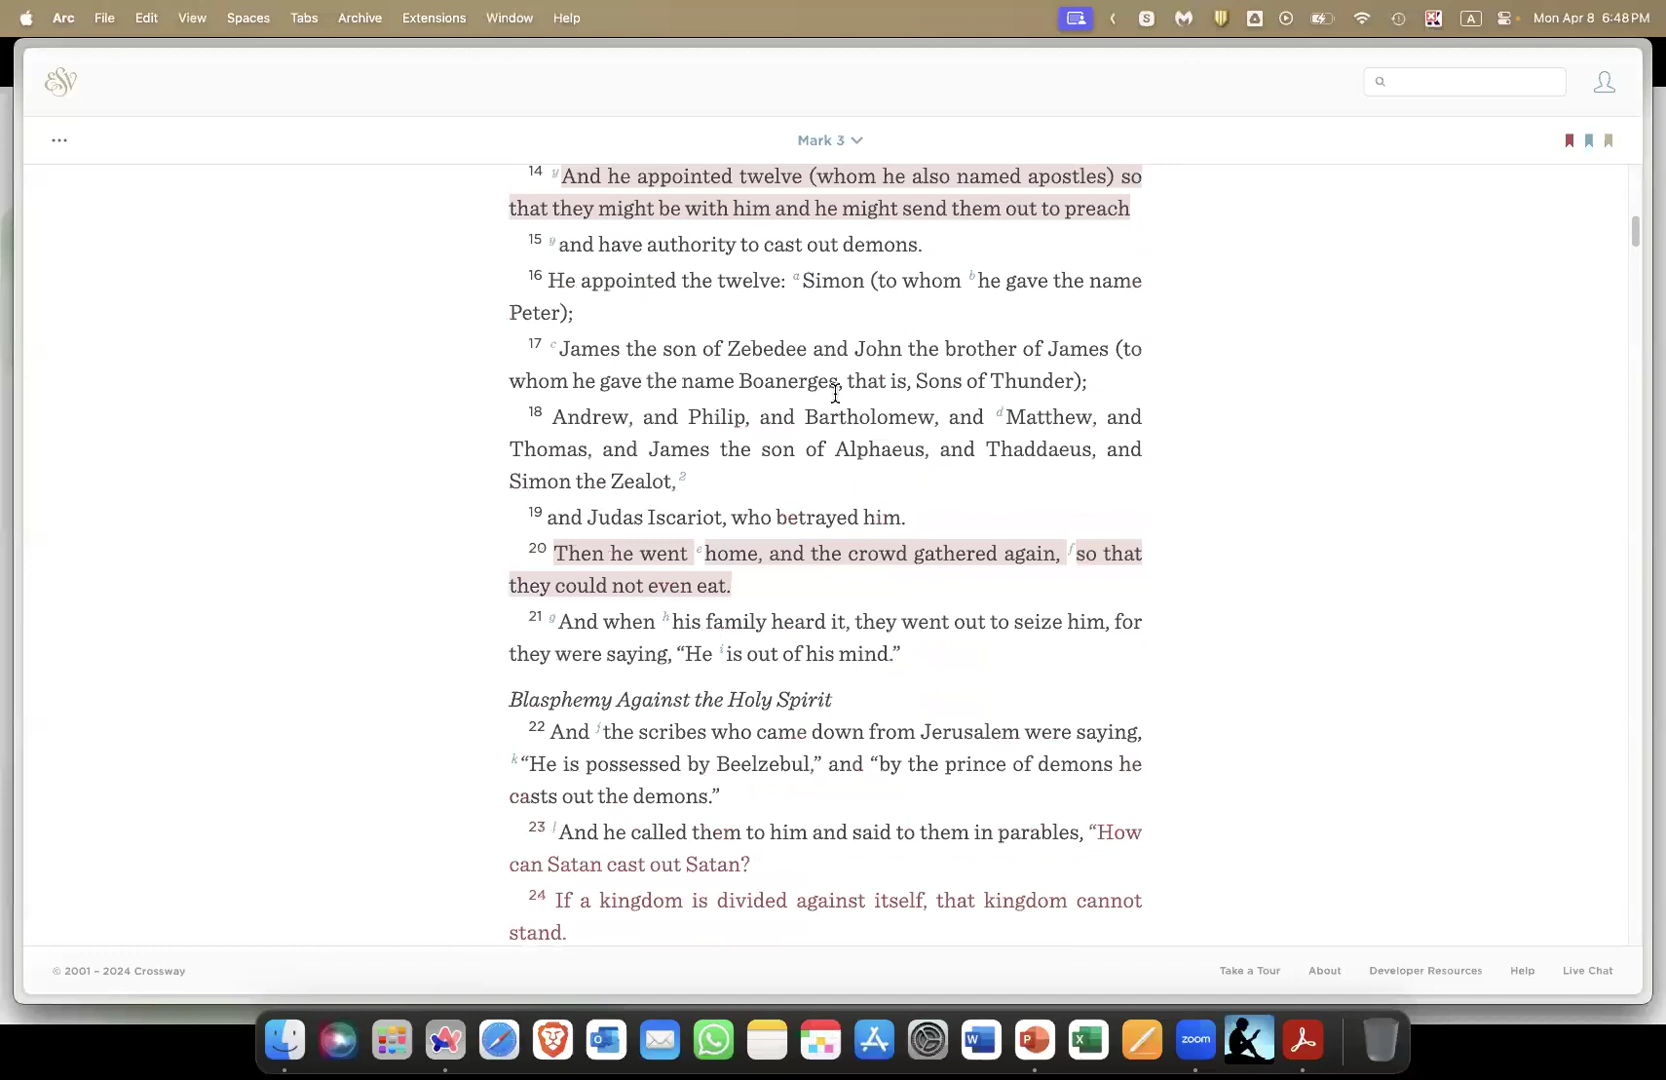 Arc File Edit View Spaces Tabs Archive Extensions Window Help S A Mon Apr 8 6:48 PM
ESV
Mark 3
14 y And he appointed twelve (whom he also named apostles) so
that they might be with him and he might send them out to preach
15 g and have authority to cast out demons.
16 He appointed the twelve: a Simon (to whom b he gave the name
Peter);
17 c James the son of Zebedee and John the brother of James (to
whom he gave the name Boanerges, that is, Sons of Thunder);
18 Andrew, and Philip, and Bartholomew, and d Matthew, and
Thomas, and James the son of Alphaeus, and Thaddaeus, and
Simon the Zealot, 2
19 and Judas Iscariot, who betrayed him.
20 Then he went e home, and the crowd gathered again, f so that
they could not even eat.
21 g And when h his family heard it, they went out to seize him, for
they were saying, “He i is out of his mind.”
Blasphemy Against the Holy Spirit
22 And j the scribes who came down from Jerusalem were saying,
k “He is possessed by Beelzebul,” and “by the prince of demons he
casts out the demons.”
23 l And he called them to him and said to them in parables, “How
can Satan cast out Satan?
24 If a kingdom is divided against itself, that kingdom cannot
stand.
© 2001 – 2024 Crossway Take a Tour About Developer Resources Help Live Chat
W P X zoom